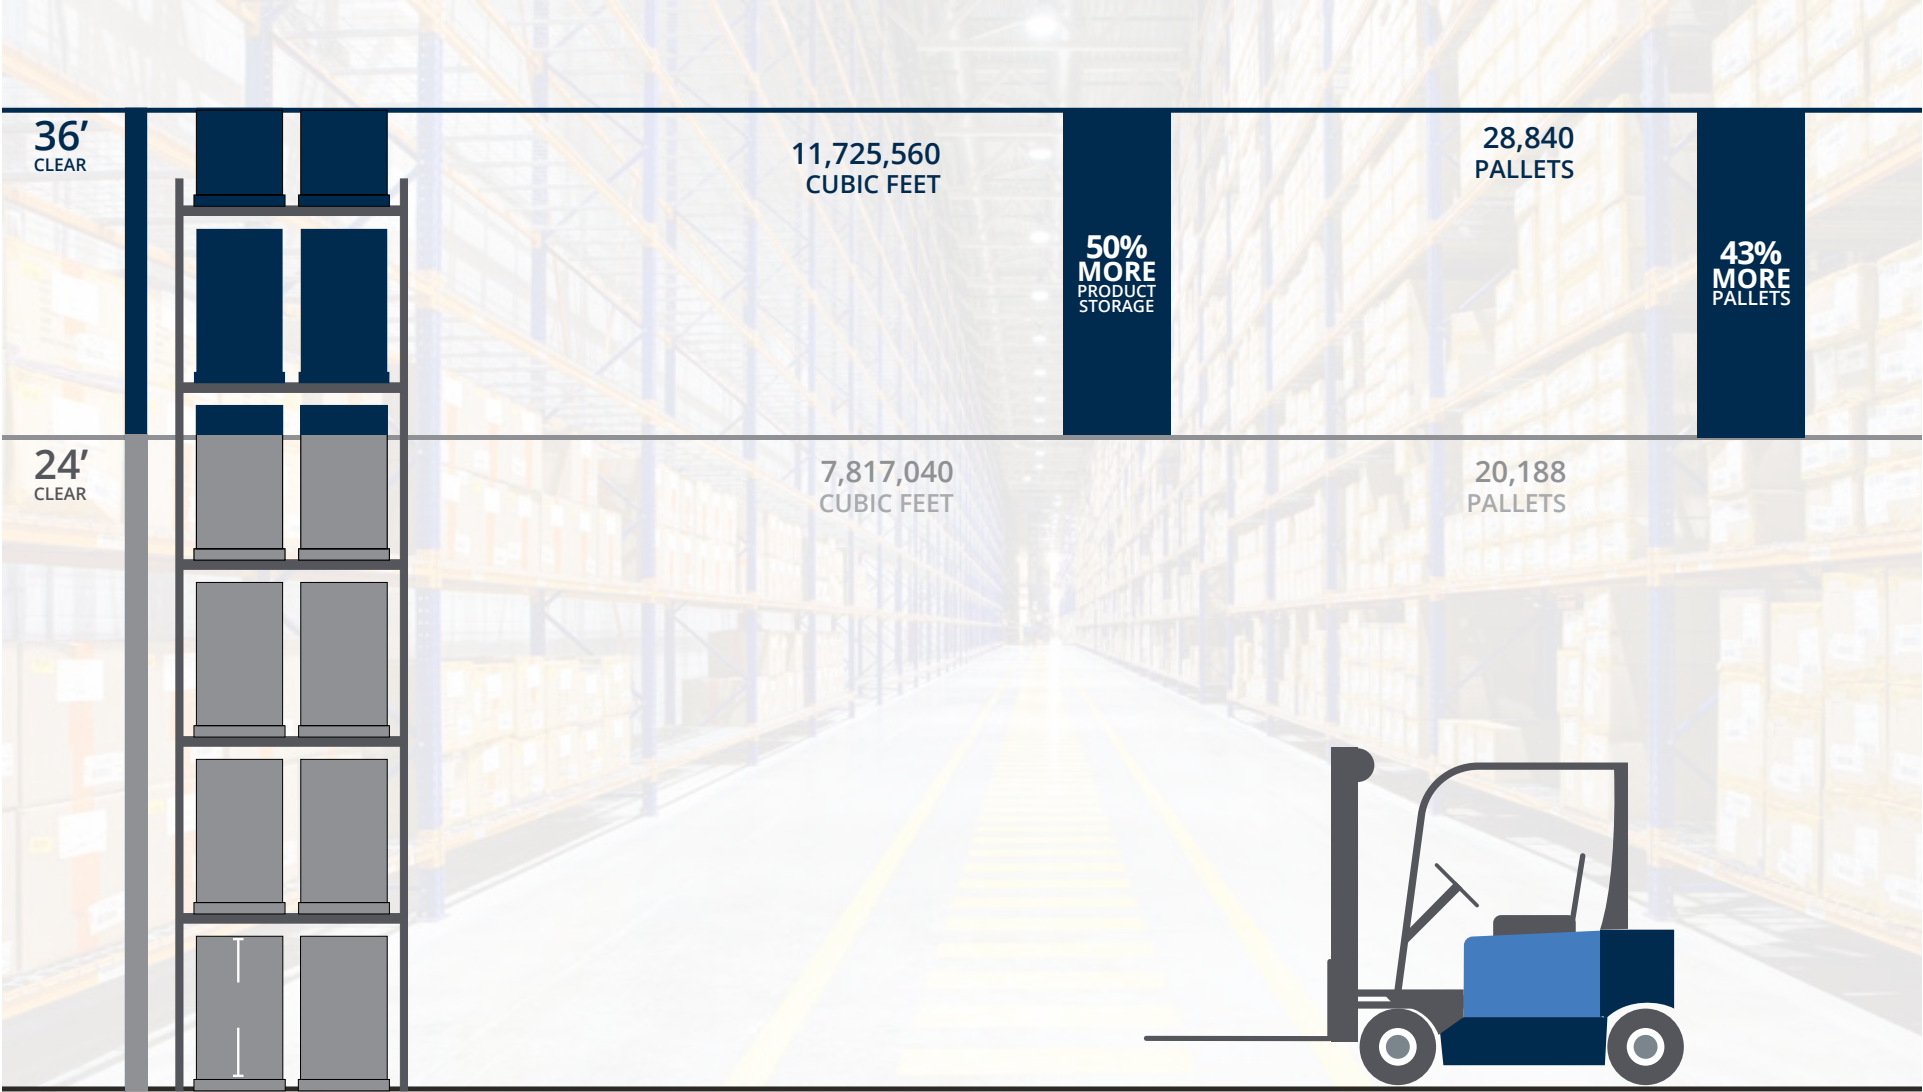 36’
CLEAR
11,725,560
CUBIC FEET
28,840
PALLETS
50%
MORE
PRODUCT
STORAGE
43%
MORE
PALLETS
24’
CLEAR
7,817,040
CUBIC FEET
20,188
PALLETS